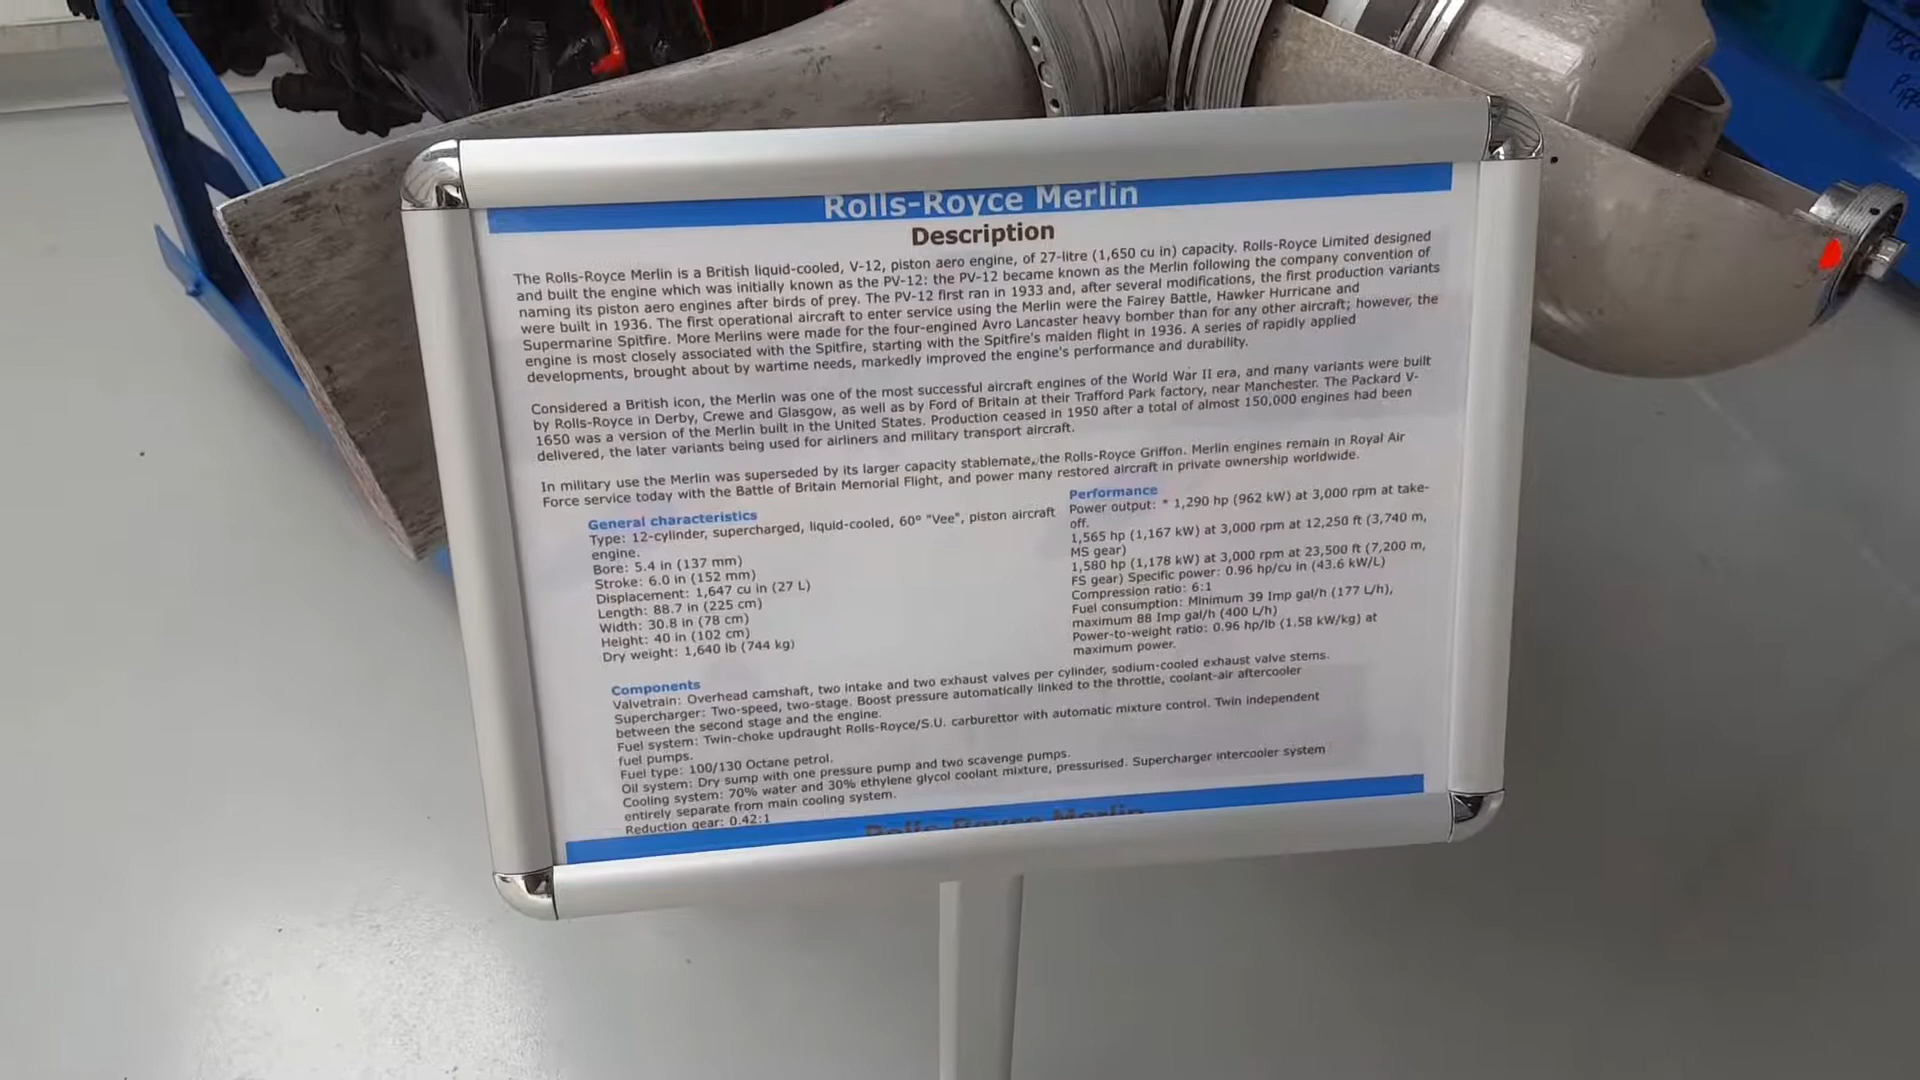 Rolls-Royce Merlin
Description
The Rolls-Royce Merlin is a British liquid-cooled, V-12, piston aero engine, of 27-litre (1,650 cu in) capacity. Rolls-Royce Limited designed
and built the engine which was initially known as the PV-12: the PV-12 became known as the Merlin following the company convention of
naming its piston aero engines after birds of prey. The PV-12 first ran in 1933 and, after several modifications, the first production variants
were built in 1936. The first operational aircraft to enter service using the Merlin were the Fairey Battle, Hawker Hurricane and
Supermarine Spitfire. More Merlins were made for the four-engined Avro Lancaster heavy bomber than for any other aircraft; however, the
engine is most closely associated with the Spitfire, starting with the Spitfire's maiden flight in 1936. A series of rapidly applied
developments, brought about by wartime needs, markedly improved the engine's performance and durability.
Considered a British icon, the Merlin was one of the most successful aircraft engines of the World War II era, and many variants were built
by Rolls-Royce in Derby, Crewe and Glasgow, as well as by Ford of Britain at their Trafford Park factory, near Manchester. The Packard V-
1650 was a version of the Merlin built in the United States. Production ceased in 1950 after a total of almost 150,000 engines had been
delivered, the later variants being used for airliners and military transport aircraft.
In military use the Merlin was superseded by its larger capacity stablemate, the Rolls-Royce Griffon. Merlin engines remain in Royal Air
Force service today with the Battle of Britain Memorial Flight, and power many restored aircraft in private ownership worldwide.
General characteristics
Type: 12-cylinder, supercharged, liquid-cooled, 60° "Vee", piston aircraft
engine.
Bore: 5.4 in (137 mm)
Stroke: 6.0 in (152 mm)
Displacement: 1,647 cu in (27 L)
Length: 88.7 in (225 cm)
Width: 30.8 in (78 cm)
Height: 40 in (102 cm)
Dry weight: 1,640 lb (744 kg)
Performance
Power output: * 1,290 hp (962 kW) at 3,000 rpm at take-
off.
1,565 hp (1,167 kW) at 3,000 rpm at 12,250 ft (3,740 m,
MS gear)
1,580 hp (1,178 kW) at 3,000 rpm at 23,500 ft (7,200 m,
FS gear) Specific power: 0.96 hp/cu in (43.6 kW/L)
Compression ratio: 6:1
Fuel consumption: Minimum 39 Imp gal/h (177 L/h),
maximum 88 Imp gal/h (400 L/h)
Power-to-weight ratio: 0.96 hp/lb (1.58 kW/kg) at
maximum power.
Components
Valvetrain: Overhead camshaft, two intake and two exhaust valves per cylinder, sodium-cooled exhaust valve stems.
Supercharger: Two-speed, two-stage. Boost pressure automatically linked to the throttle, coolant-air aftercooler
between the second stage and the engine.
Fuel system: Twin-choke updraught Rolls-Royce/S.U. carburettor with automatic mixture control. Twin independent
fuel pumps.
Fuel type: 100/130 Octane petrol.
Oil system: Dry sump with one pressure pump and two scavenge pumps.
Cooling system: 70% water and 30% ethylene glycol coolant mixture, pressurised. Supercharger intercooler system
entirely separate from main cooling system.
Reduction gear: 0.42:1
Rolls-Royce Merlin